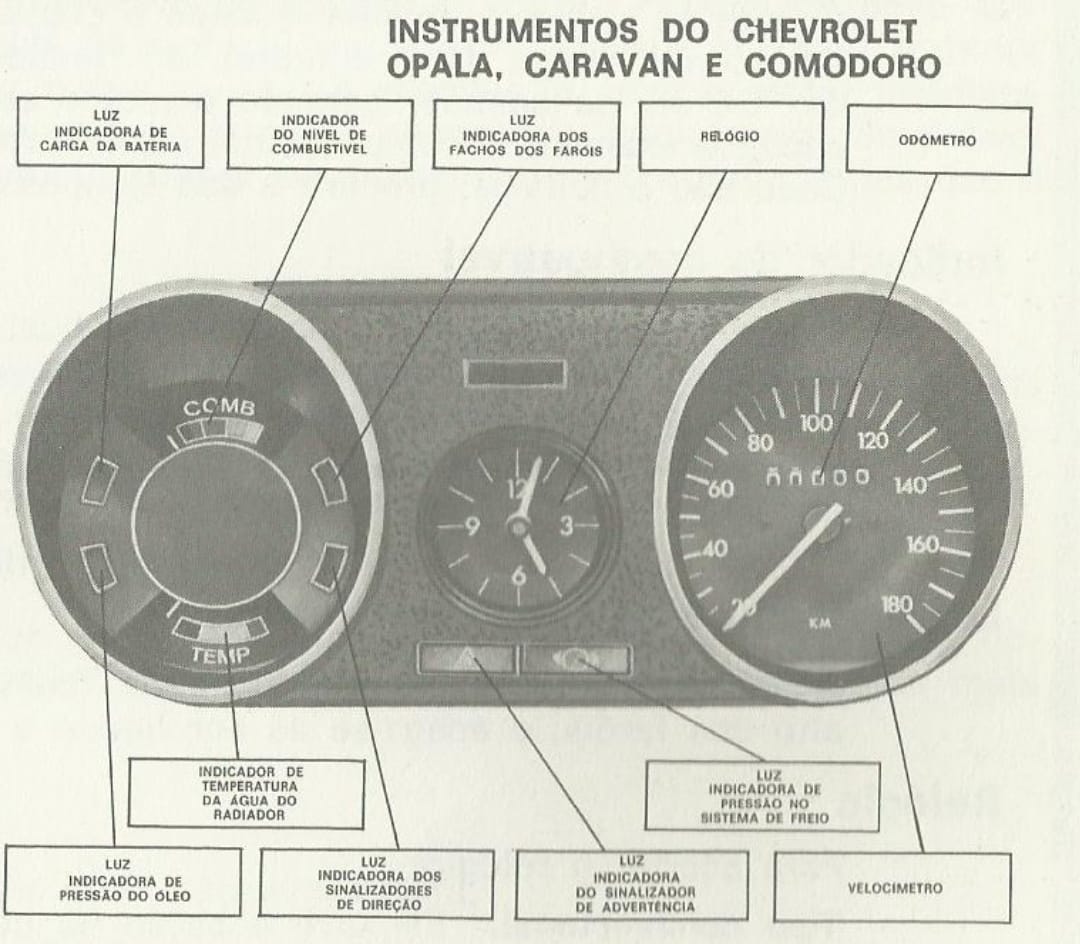 INSTRUMENTOS DO CHEVROLET
OPALA, CARAVAN E COMODORO
LUZ
INDICADORA DE
CARGA DA BATERIA
INDICADOR
DO NIVEL DE
COMBUSTIVEL
LUZ
INDICADORA DOS
FACHOS DOS FARÓIS
RELÓGIO
ODÔMETRO
COMB
TEMP
12
3
6
9
20
40
60
80
100
120
140
160
180
00000
KM
INDICADOR DE
TEMPERATURA
DA ÁGUA DO
RADIADOR
LUZ
INDICADORA DE
PRESSÃO NO
SISTEMA DE FREIO
LUZ
INDICADORA DE
PRESSÃO DO ÓLEO
LUZ
INDICADORA DOS
SINALIZADORES
DE DIREÇÃO
LUZ
INDICADORA
DO SINALIZADOR
DE ADVERTÊNCIA
VELOCÍMETRO